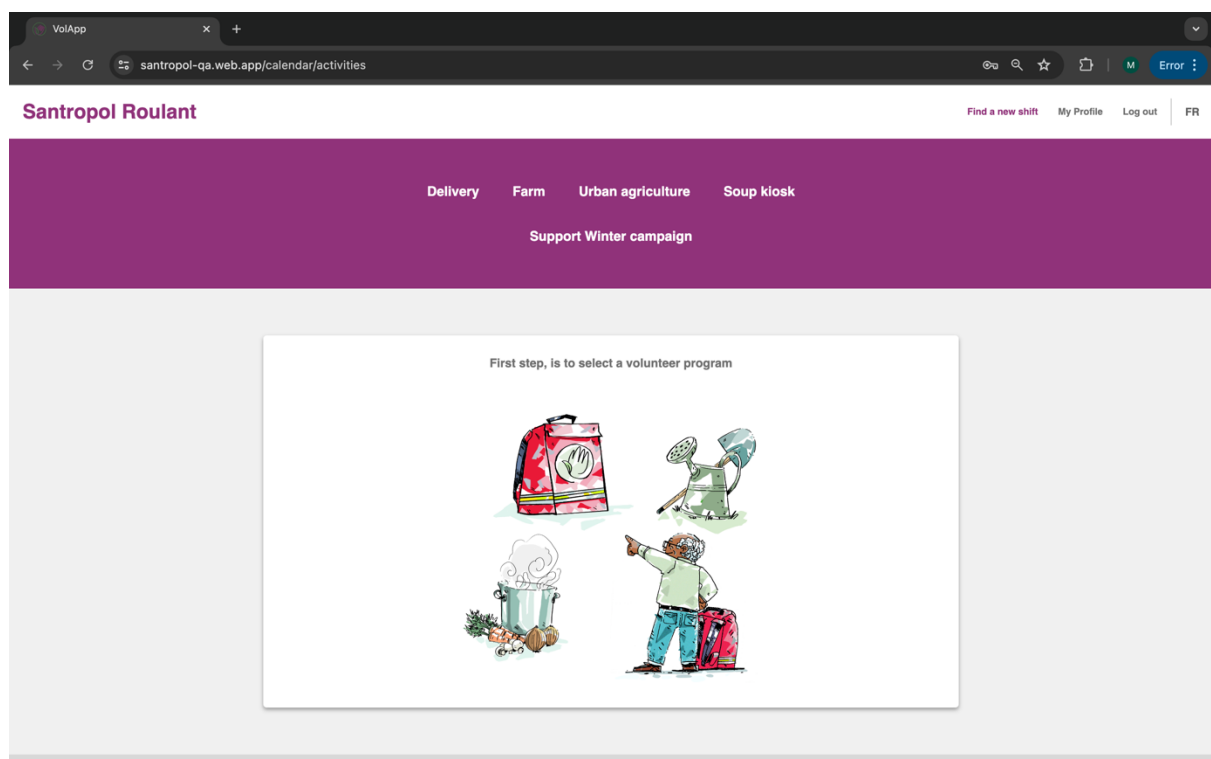 VolApp
santropol-qa.web.app/calendar/activities
M
Error
Santropol Roulant
Find a new shift My Profile Log out FR
Delivery Farm Urban agriculture Soup kiosk
Support Winter campaign
First step, is to select a volunteer program